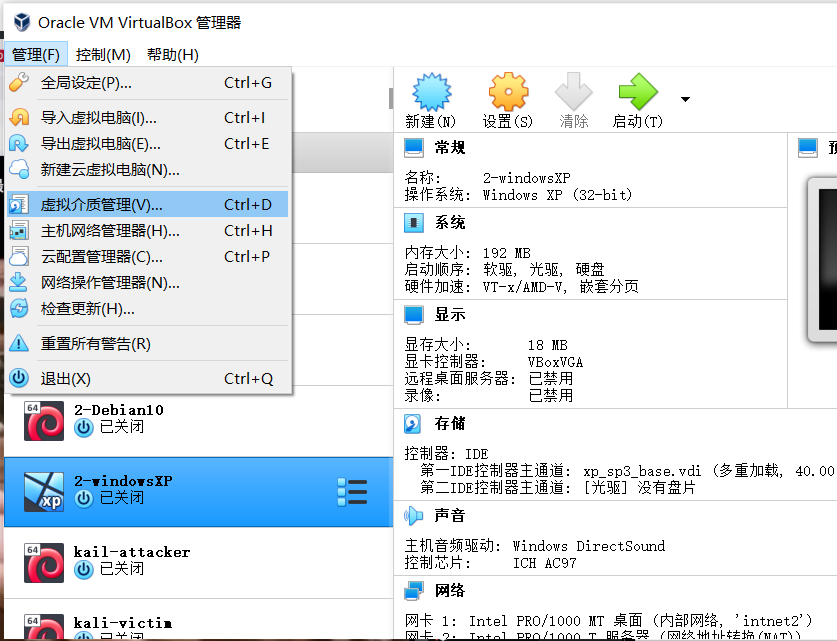 Oracle VM VirtualBox 管理器
管理(F) 控制(M) 帮助(H)
全局设定(P)... Ctrl+G
导入虚拟电脑(I)... Ctrl+I
导出虚拟电脑(E)... Ctrl+E
新建云虚拟电脑(N)...
虚拟介质管理(V)... Ctrl+D
主机网络管理器(H)... Ctrl+H
云配置管理器(C)... Ctrl+P
网络操作管理器(N)...
检查更新(H)...
重置所有警告(R)
退出(X) Ctrl+Q
64
2-Debian10
已关闭
xp
2-windowsXP
已关闭
64
kail-attacker
已关闭
64
kali-victim
已关闭
新建(N) 设置(S) 清除 启动(T)
常规
名称: 2-windowsXP
操作系统: Windows XP (32-bit)
系统
内存大小: 192 MB
启动顺序: 软驱, 光驱, 硬盘
硬件加速: VT-x/AMD-V, 嵌套分页
显示
显存大小: 18 MB
显卡控制器: VBoxVGA
远程桌面服务器: 已禁用
录像: 已禁用
存储
控制器: IDE
第一IDE控制器主通道: xp_sp3_base.vdi (多重加载, 40.00
第二IDE控制器主通道: [光驱] 没有盘片
声音
主机音频驱动: Windows DirectSound
控制芯片: ICH AC97
网络
网卡 1: Intel PRO/1000 MT 桌面 (内部网络, 'intnet2')
网卡 2: Intel PRO/1000 T 服务器 (网络地址转换(NAT))